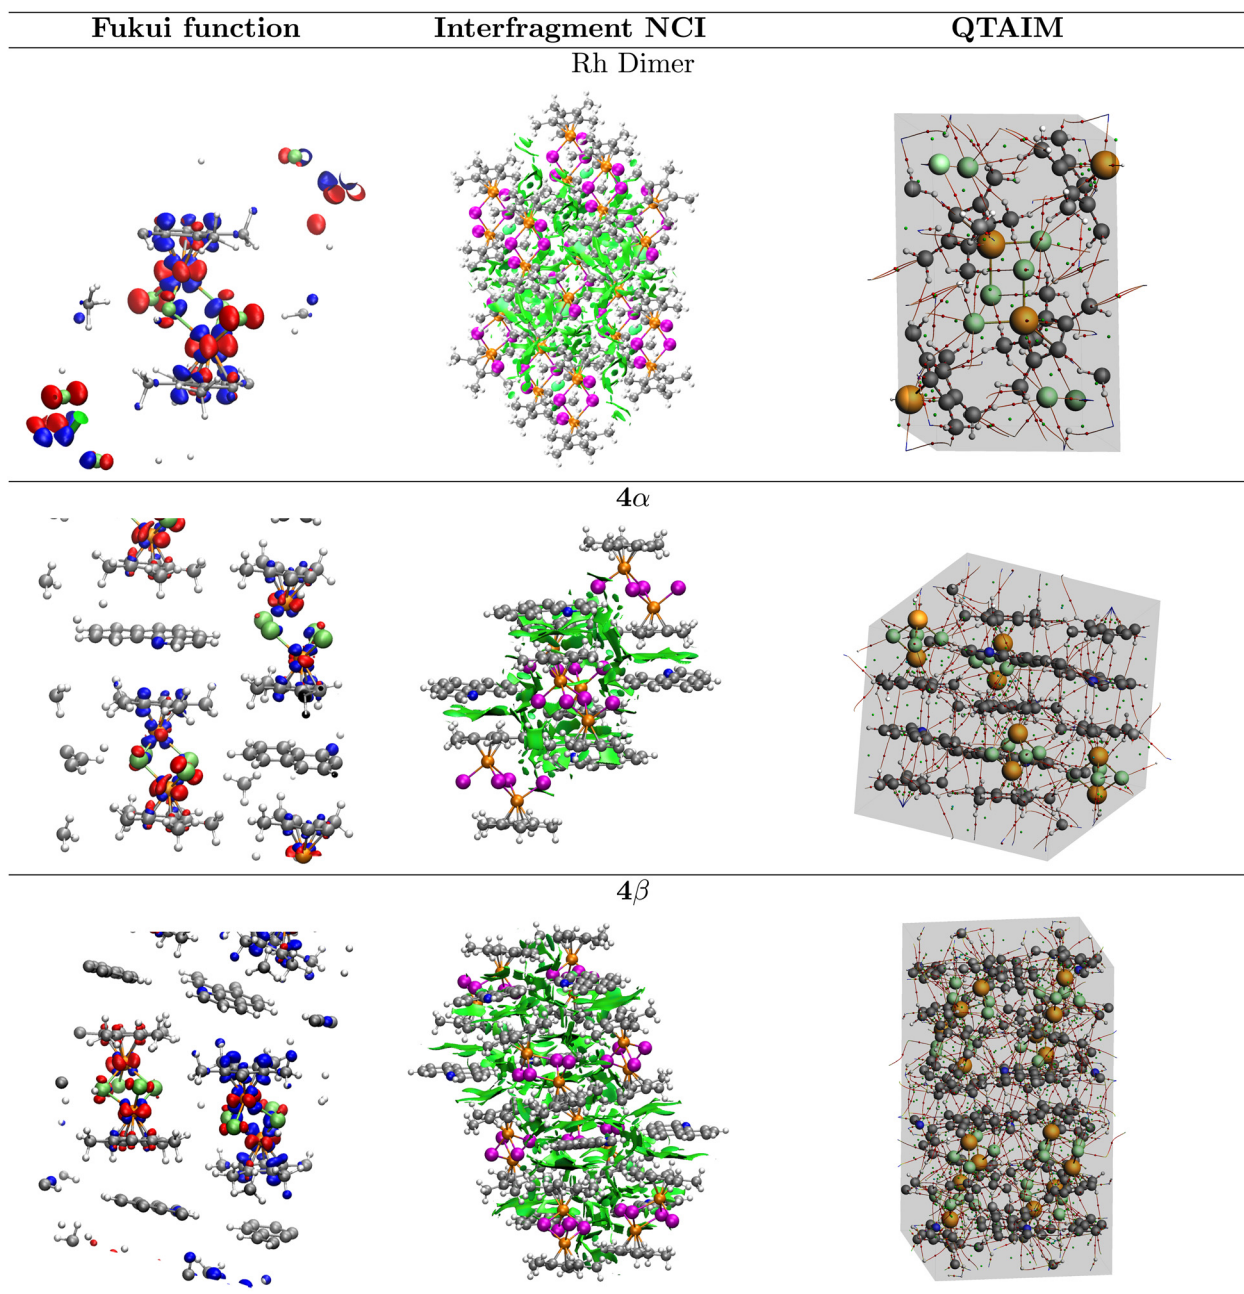 Fukui function Interfragment NCI QTAIM
Rh Dimer
4α
4β